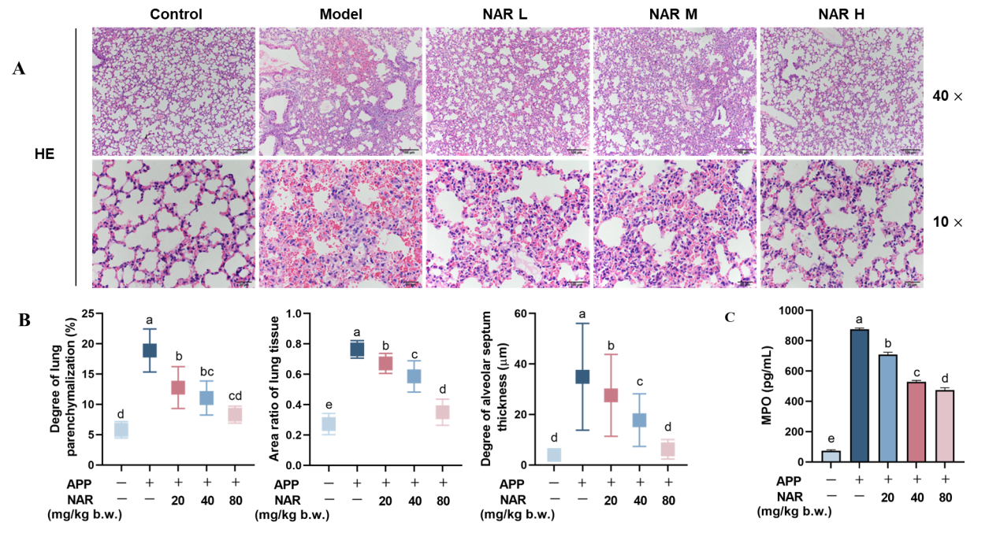 Control Model NAR L NAR M NAR H
A
HE
40 ×
10 ×
B
Degree of lung
parenchymalization (%)
25
20
15
10
5
0
d a b bc cd
APP − + + + +
NAR − − 20 40 80
(mg/kg b.w.)
Area ratio of lung tissue
1.0
0.8
0.6
0.4
0.2
0.0
e a b c d
APP − + + + +
NAR − − 20 40 80
(mg/kg b.w.)
Degree of alveolar septum
thickness (μm)
60
40
20
0
d a b c d
APP − + + + +
NAR − − 20 40 80
(mg/kg b.w.)
C
MPO (pg/mL)
1000
800
600
400
200
0
e a b c d
APP − + + + +
NAR − − 20 40 80
(mg/kg b.w.)